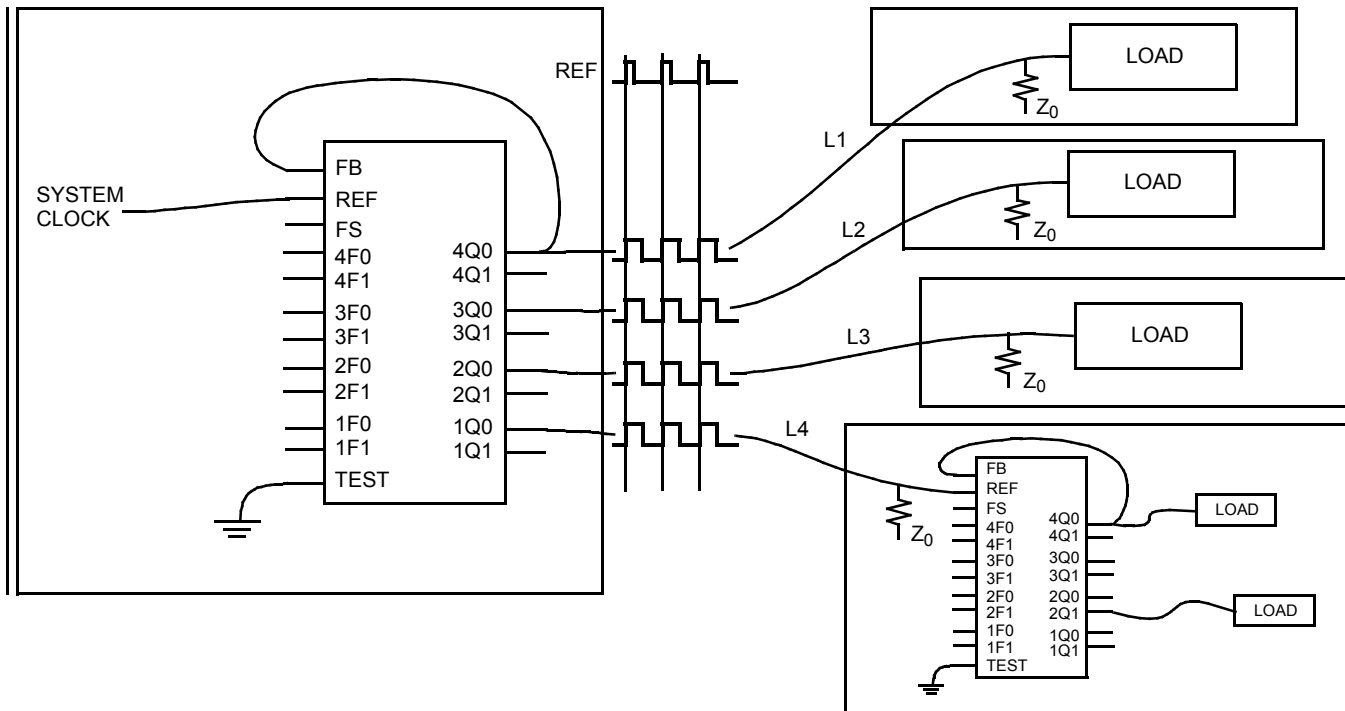 REF
SYSTEM
CLOCK
FB
REF
FS
4F0
4F1
3F0
3F1
2F0
2F1
1F0
1F1
TEST
4Q0
4Q1
3Q0
3Q1
2Q0
2Q1
1Q0
1Q1
L1
L2
L3
L4
LOAD
Z0
LOAD
Z0
LOAD
Z0
Z0
FB
REF
FS
4F0
4F1
3F0
3F1
2F0
2F1
1F0
1F1
TEST
4Q0
4Q1
3Q0
3Q1
2Q0
2Q1
1Q0
1Q1
LOAD
LOAD